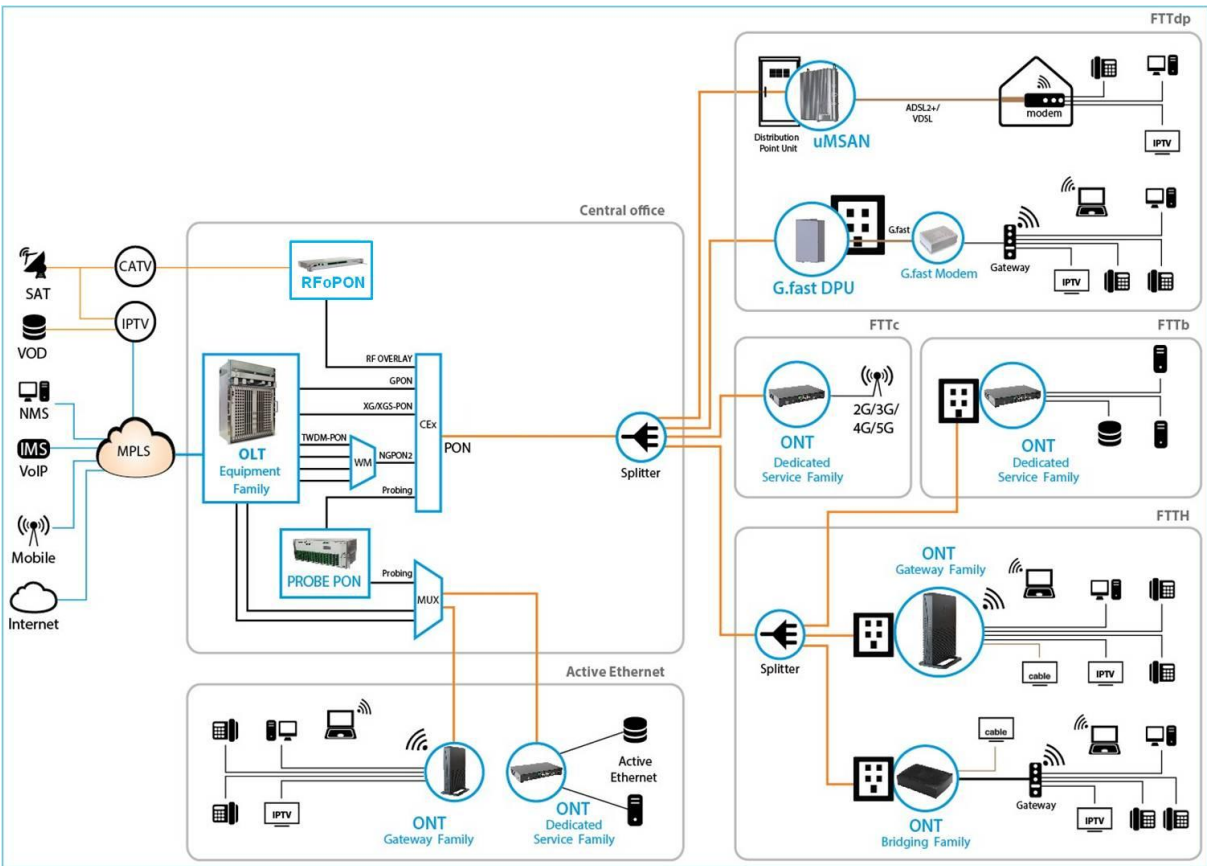 FTTdp
Distribution
Point Unit
uMSAN
ADSL2+/
VDSL
modem
IPTV
G.fast DPU
G.fast
G.fast Modem
Gateway
IPTV
Central office
SAT
CATV
RFoPON
IPTV
VOD
NMS
IMS
VoIP
MPLS
Mobile
Internet
OLT
Equipment
Family
RF OVERLAY
GPON
XG/XGS-PON
TWDM-PON
WM
NGPON2
Probing
CEx
PON
PROBE PON
Probing
MUX
Splitter
FTTc
ONT
Dedicated
Service Family
2G/3G/
4G/5G
FTTb
ONT
Dedicated
Service Family
FTTH
ONT
Gateway Family
cable
IPTV
Splitter
cable
Gateway
IPTV
ONT
Bridging Family
Active Ethernet
IPTV
ONT
Gateway Family
ONT
Dedicated
Service Family
Active
Ethernet